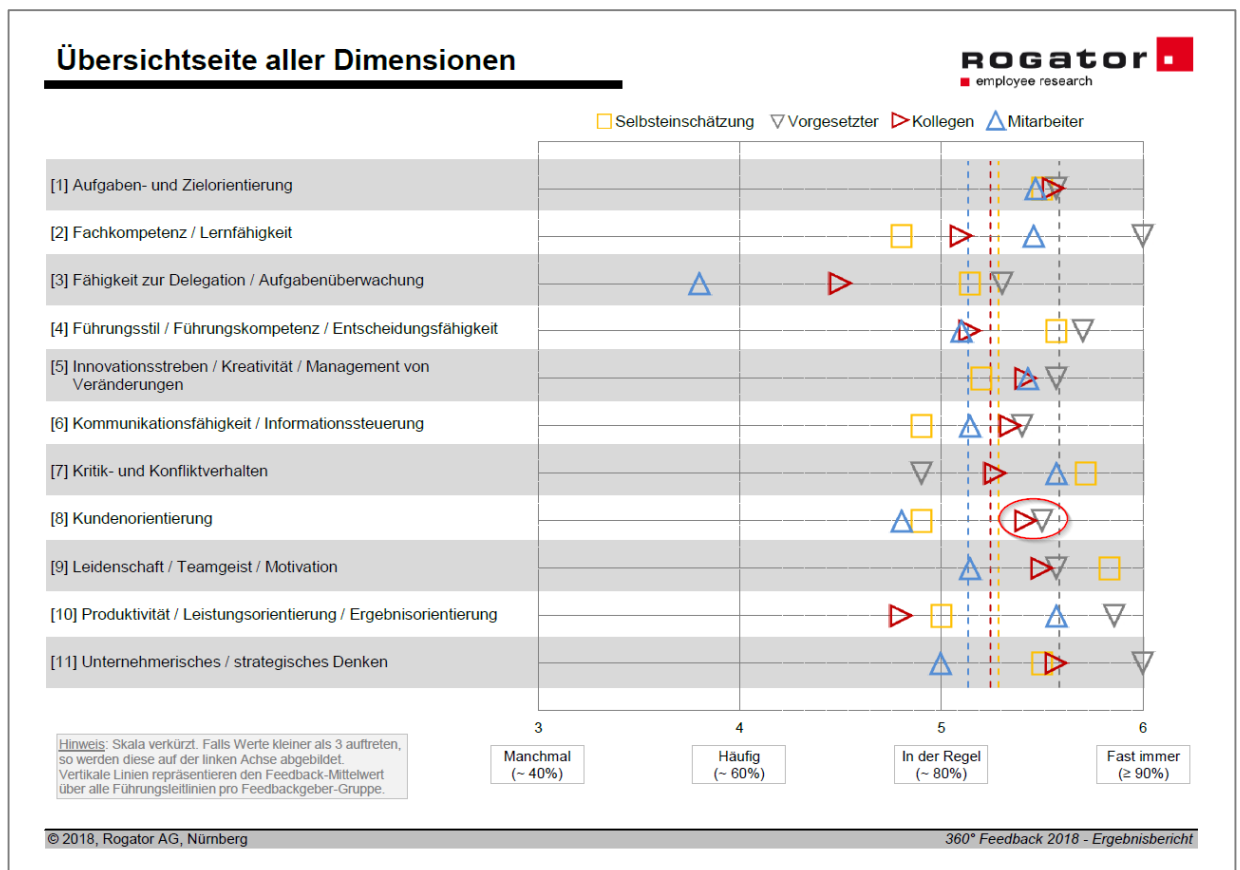 Übersichtseite aller Dimensionen
ROGator
employee research
Selbsteinschätzung Vorgesetzter Kollegen Mitarbeiter
[1] Aufgaben- und Zielorientierung
[2] Fachkompetenz / Lernfähigkeit
[3] Fähigkeit zur Delegation / Aufgabenüberwachung
[4] Führungsstil / Führungskompetenz / Entscheidungsfähigkeit
[5] Innovationsstreben / Kreativität / Management von
Veränderungen
[6] Kommunikationsfähigkeit / Informationssteuerung
[7] Kritik- und Konfliktverhalten
[8] Kundenorientierung
[9] Leidenschaft / Teamgeist / Motivation
[10] Produktivität / Leistungsorientierung / Ergebnisorientierung
[11] Unternehmerisches / strategisches Denken
3 4 5 6
Manchmal Häufig In der Regel Fast immer
(~ 40%) (~ 60%) (~ 80%) (≥ 90%)
Hinweis: Skala verkürzt. Falls Werte kleiner als 3 auftreten,
so werden diese auf der linken Achse abgebildet.
Vertikale Linien repräsentieren den Feedback-Mittelwert
über alle Führungsleitlinien pro Feedbackgeber-Gruppe.
© 2018, Rogator AG, Nürnberg 360° Feedback 2018 - Ergebnisbericht